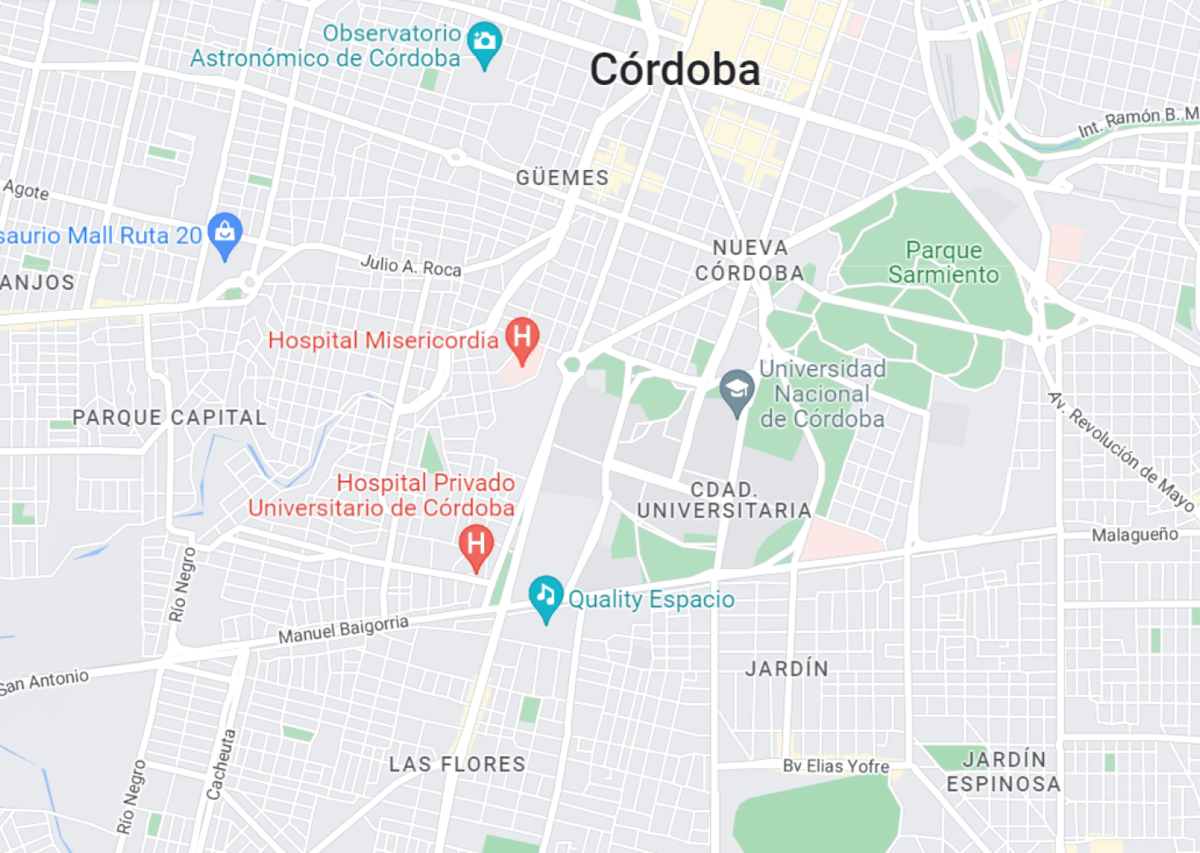 Observatorio
Astronómico de Córdoba
Córdoba
Int. Ramón B. M
GÜEMES
Agote
saurio Mall Ruta 20
Julio A. Roca
NUEVA
CÓRDOBA
Parque
Sarmiento
ANJOS
Hospital Misericordia
Universidad
Nacional
de Córdoba
PARQUE CAPITAL
Av. Revolución de Mayo
Hospital Privado
Universitario de Córdoba
CDAD.
UNIVERSITARIA
Malagueño
Río Negro
Quality Espacio
Manuel Baigorria
San Antonio
JARDÍN
Cacheuta
LAS FLORES
Bv Elias Yofre
JARDÍN
ESPINOSA
Río Negro